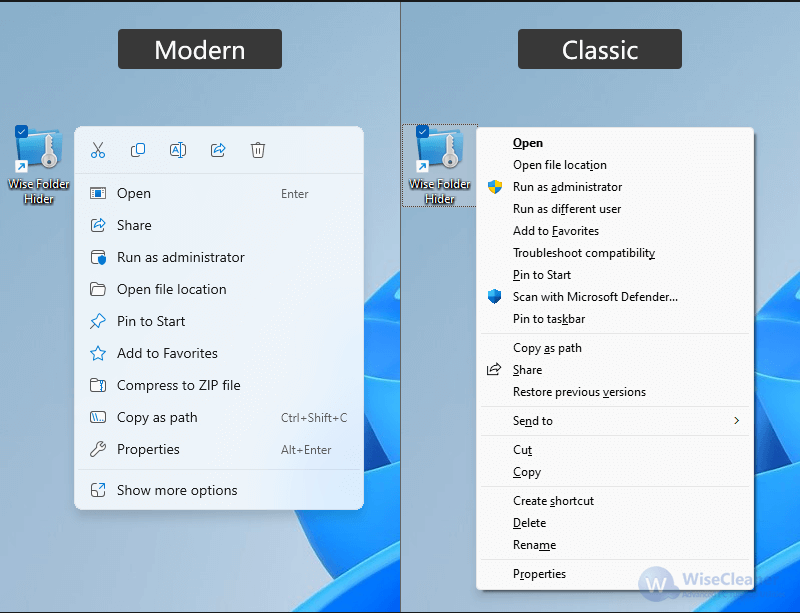 Modern
Wise Folder
Hider
Open Enter
Share
Run as administrator
Open file location
Pin to Start
Add to Favorites
Compress to ZIP file
Copy as path Ctrl+Shift+C
Properties Alt+Enter
Show more options
Classic
Wise Folder
Hider
Open
Open file location
Run as administrator
Run as different user
Add to Favorites
Troubleshoot compatibility
Pin to Start
Scan with Microsoft Defender...
Pin to taskbar
Copy as path
Share
Restore previous versions
Send to
Cut
Copy
Create shortcut
Delete
Rename
Properties
W WiseCleaner